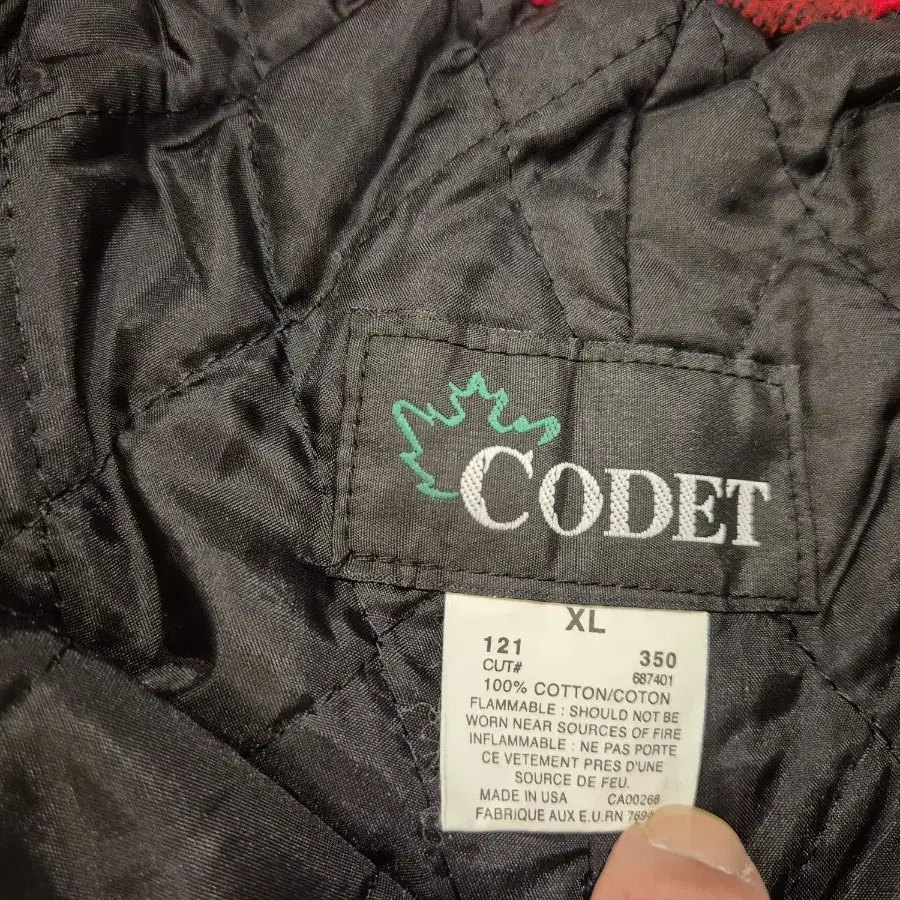 CODET
XL
121 350
CUT# 687401
100% COTTON/COTON
FLAMMABLE : SHOULD NOT BE
WORN NEAR SOURCES OF FIRE
INFLAMMABLE : NE PAS PORTE
CE VETEMENT PRES D'UNE
SOURCE DE FEU.
MADE IN USA CA00266
FABRIQUE AUX E.U.RN